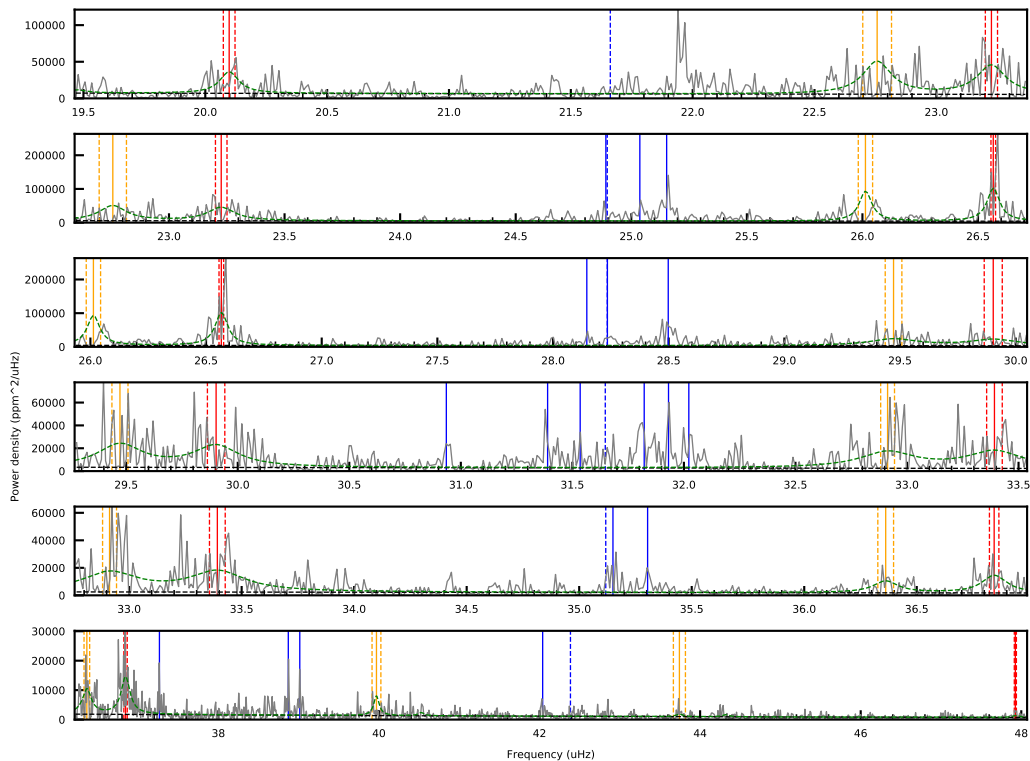 100000
50000
0
19.5 20.0 20.5 21.0 21.5 22.0 22.5 23.0
200000
100000
0
23.0 23.5 24.0 24.5 25.0 25.5 26.0 26.5
200000
100000
0
26.0 26.5 27.0 27.5 28.0 28.5 29.0 29.5 30.0
Power density (ppm^2/uHz)
60000
40000
20000
0
29.5 30.0 30.5 31.0 31.5 32.0 32.5 33.0 33.5
60000
40000
20000
0
33.0 33.5 34.0 34.5 35.0 35.5 36.0 36.5
30000
20000
10000
0
38 40 42 44 46 48
Frequency (uHz)